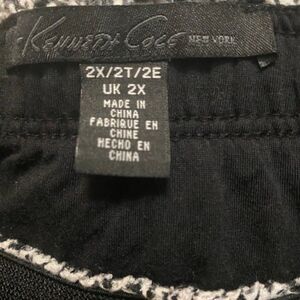 Kenneth Cole NEW YORK
2X/2T/2E
UK 2X
MADE IN
CHINA
FABRIQUE EN
CHINE
HECHO EN
CHINA